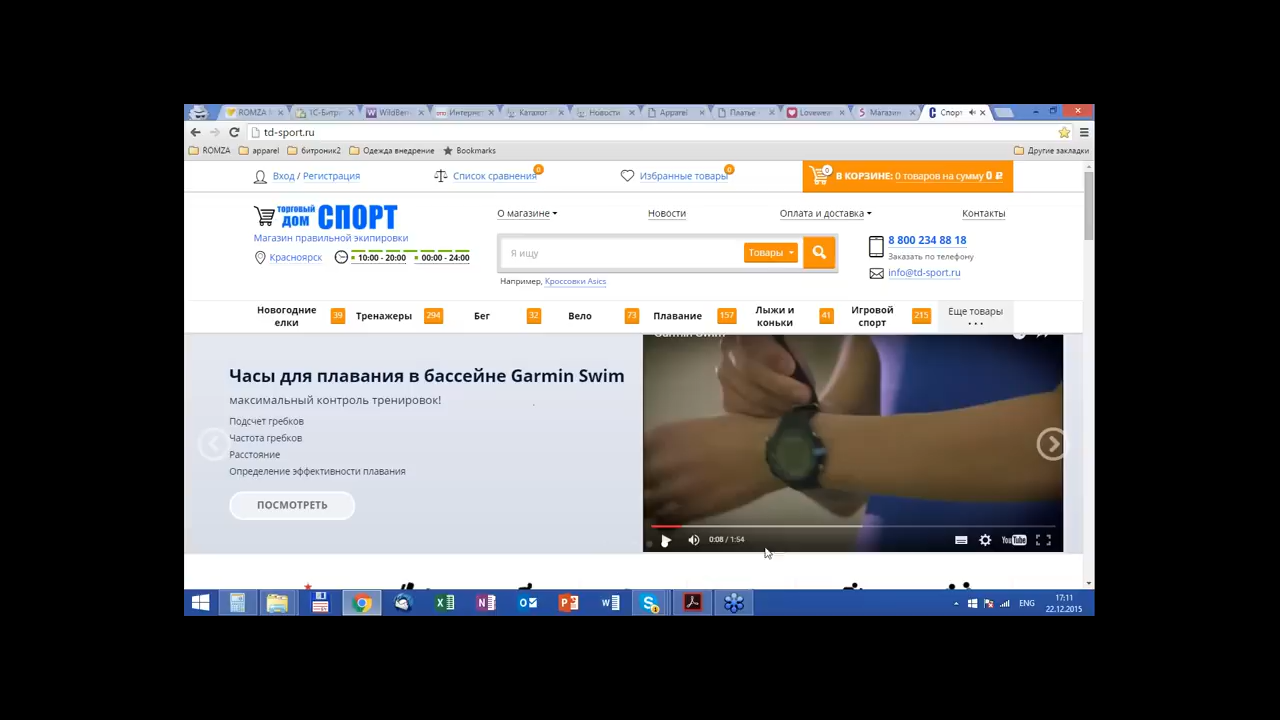 ROMZA
1С-Битри
WildBer
Интернет
Каталог
Новости
Apparel
Платье
Lovewea
Магазин
Спорт
td-sport.ru
ROMZA apparel битроник2 Одежда внедрение Bookmarks Другие закладки
Вход / Регистрация
Список сравнения 0
Избранные товары 0
0 В КОРЗИНЕ: 0 товаров на сумму 0 ₽
торговый
дом СПОРТ
Магазин правильной экипировки
Красноярск 10:00 - 20:00 00:00 - 24:00
О магазине Новости Оплата и доставка Контакты
Я ищу Товары
Например, Кроссовки Asics
8 800 234 88 18
Заказать по телефону
info@td-sport.ru
Новогодние елки 39
Тренажеры 294
Бег 32
Вело 73
Плавание 157
Лыжи и коньки 41
Игровой спорт 215
Еще товары
...
Часы для плавания в бассейне Garmin Swim
максимальный контроль тренировок!
Подсчет гребков
Частота гребков
Расстояние
Определение эффективности плавания
ПОСМОТРЕТЬ
Garmin Swim
0:08 / 1:54
YouTube
ENG
17:11
22.12.2015